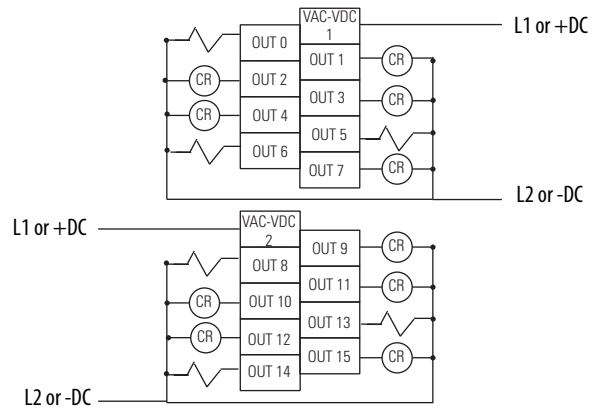 VAC-VDC
1
L1 or +DC
OUT 0
OUT 1
CR
CR
OUT 2
OUT 3
CR
CR
OUT 4
OUT 5
OUT 6
OUT 7
CR
L2 or -DC
L1 or +DC
VAC-VDC
2
OUT 9
CR
OUT 8
OUT 11
CR
CR
OUT 10
OUT 13
CR
OUT 12
OUT 15
CR
OUT 14
L2 or -DC